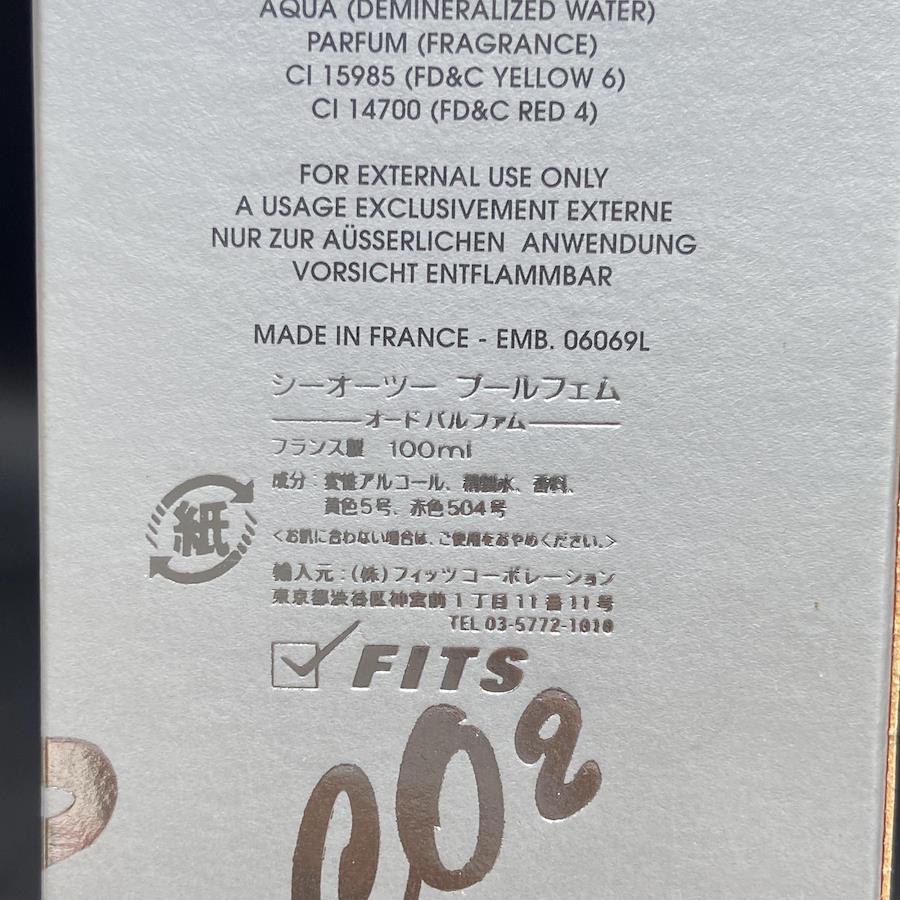 AQUA (DEMINERALIZED WATER)
PARFUM (FRAGRANCE)
CI 15985 (FD&C YELLOW 6)
CI 14700 (FD&C RED 4)
FOR EXTERNAL USE ONLY
A USAGE EXCLUSIVEMENT EXTERNE
NUR ZUR AÜSSERLICHEN ANWENDUNG
VORSICHT ENTFLAMMBAR
MADE IN FRANCE - EMB. 06069L
シーオーツー プールフェム
オードパルファム
フランス製 100ml
成分:変性アルコール、精製水、香料、
黄色5号、赤色504号
<お肌に合わない場合は、ご使用をおやめください。>
紙
輸入元:(株)フィッツコーポレーション
東京都渋谷区神宮前1丁目11番11号
TEL 03-5772-1010
FITS